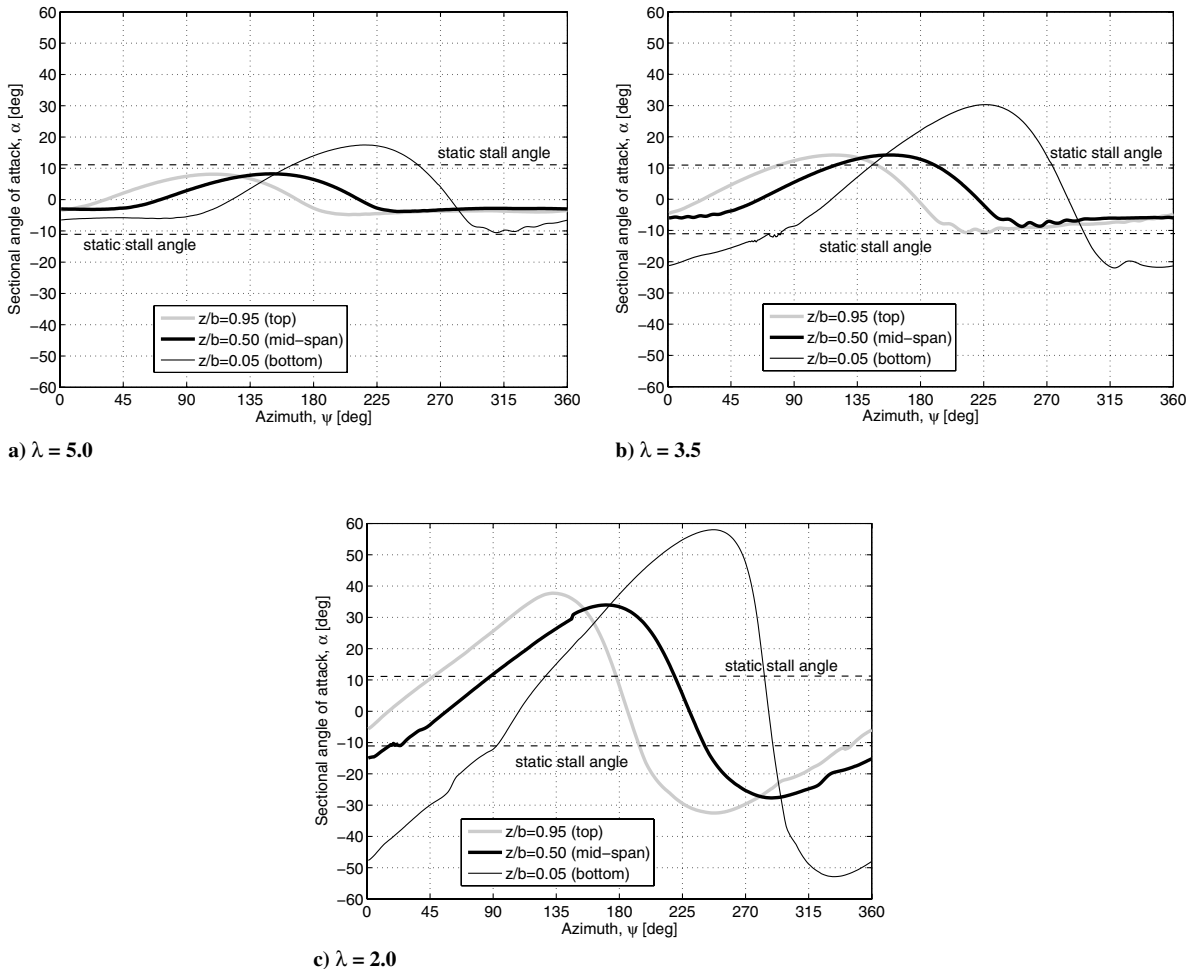 60
50
40
30
20
10
0
−10
−20
−30
−40
−50
−60
Sectional angle of attack, α [deg]
static stall angle
static stall angle
z/b=0.95 (top)
z/b=0.50 (mid-span)
z/b=0.05 (bottom)
0 45 90 135 180 225 270 315 360
Azimuth, ψ [deg]
a) λ = 5.0
60
50
40
30
20
10
0
−10
−20
−30
−40
−50
−60
Sectional angle of attack, α [deg]
static stall angle
static stall angle
z/b=0.95 (top)
z/b=0.50 (mid-span)
z/b=0.05 (bottom)
0 45 90 135 180 225 270 315 360
Azimuth, ψ [deg]
b) λ = 3.5
60
50
40
30
20
10
0
−10
−20
−30
−40
−50
−60
Sectional angle of attack, α [deg]
static stall angle
static stall angle
z/b=0.95 (top)
z/b=0.50 (mid-span)
z/b=0.05 (bottom)
0 45 90 135 180 225 270 315 360
Azimuth, ψ [deg]
c) λ = 2.0